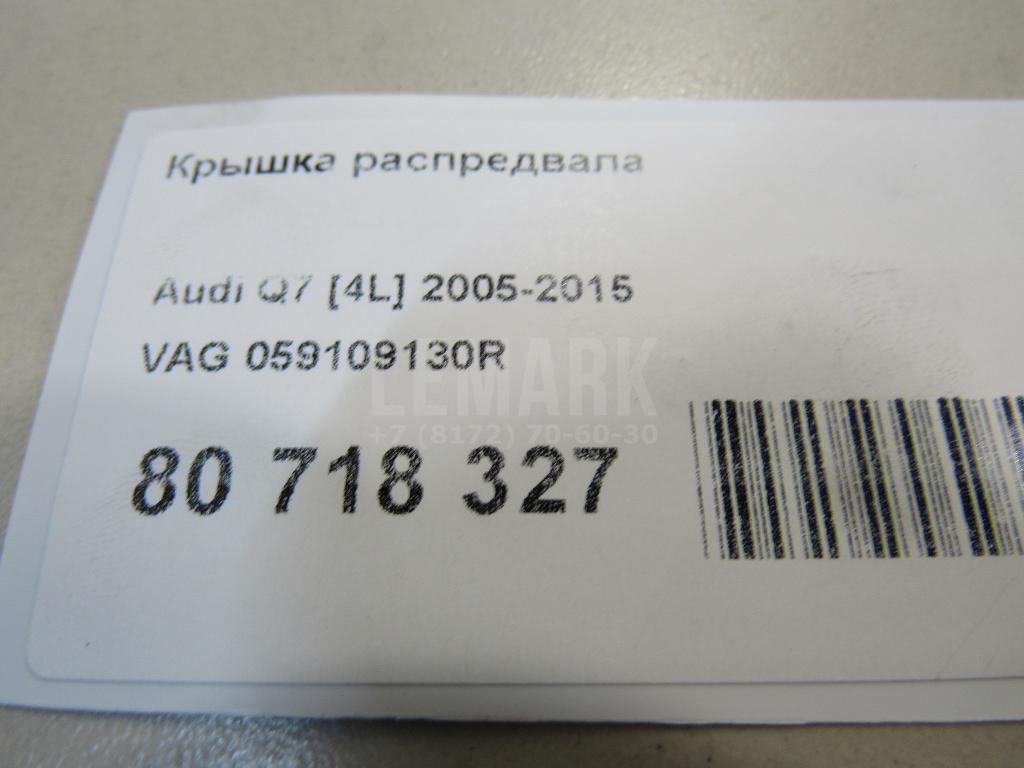 Крышка распредвала
Audi Q7 [4L] 2005-2015
VAG 059109130R
LEMARK
+7 (8172) 70-60-30
80 718 327